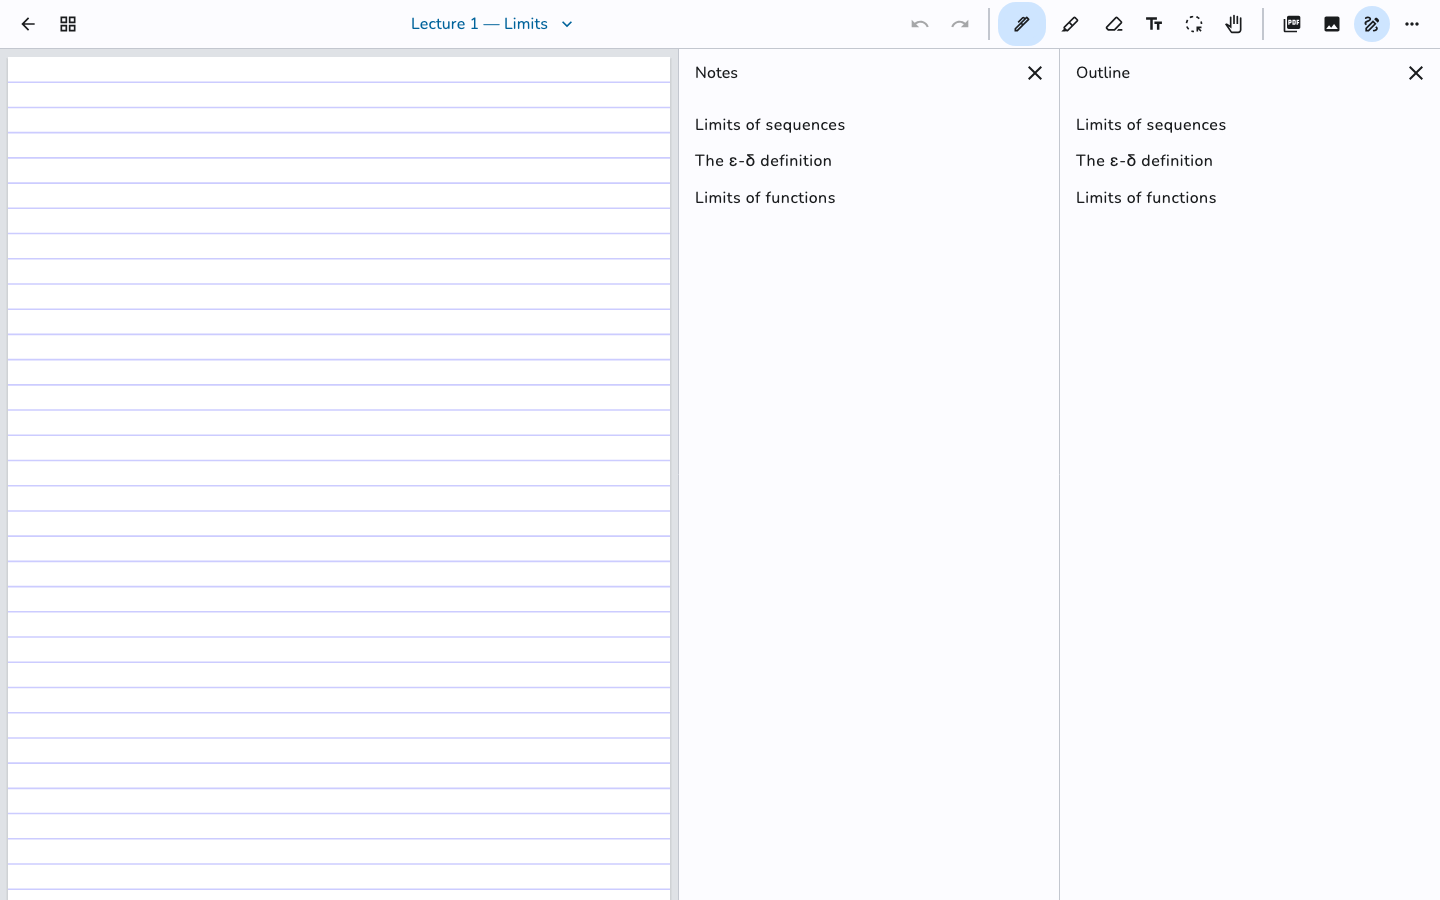 Lecture 1 — Limits
PDF
Notes
Limits of sequences
The ε-δ definition
Limits of functions
Outline
Limits of sequences
The ε-δ definition
Limits of functions